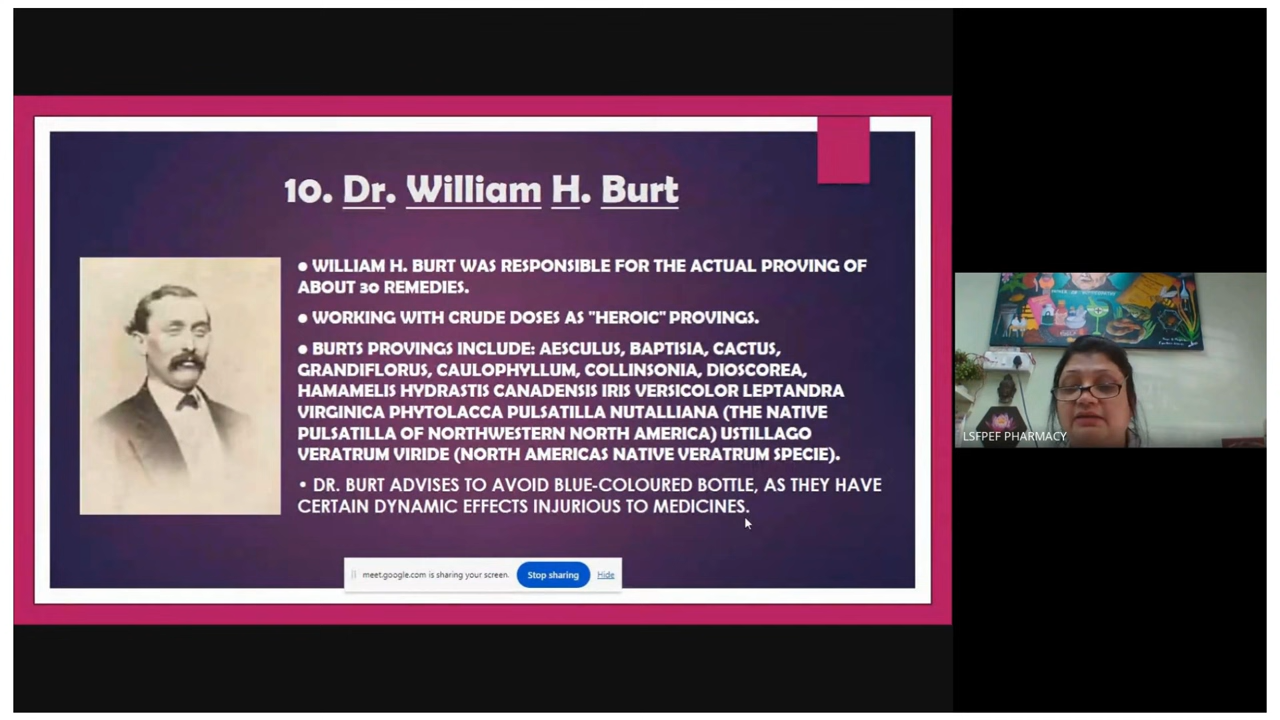 10. Dr. William H. Burt
• WILLIAM H. BURT WAS RESPONSIBLE FOR THE ACTUAL PROVING OF
ABOUT 30 REMEDIES.
• WORKING WITH CRUDE DOSES AS "HEROIC" PROVINGS.
• BURTS PROVINGS INCLUDE: AESCULUS, BAPTISIA, CACTUS,
GRANDIFLORUS, CAULOPHYLLUM, COLLINSONIA, DIOSCOREA,
HAMAMELIS HYDRASTIS CANADENSIS IRIS VERSICOLOR LEPTANDRA
VIRGINICA PHYTOLACCA PULSATILLA NUTALLIANA (THE NATIVE
PULSATILLA OF NORTHWESTERN NORTH AMERICA) USTILLAGO
VERATRUM VIRIDE (NORTH AMERICAS NATIVE VERATRUM SPECIE).
• DR. BURT ADVISES TO AVOID BLUE-COLOURED BOTTLE, AS THEY HAVE
CERTAIN DYNAMIC EFFECTS INJURIOUS TO MEDICINES.
meet.google.com is sharing your screen. Stop sharing Hide
LSFPEF PHARMACY